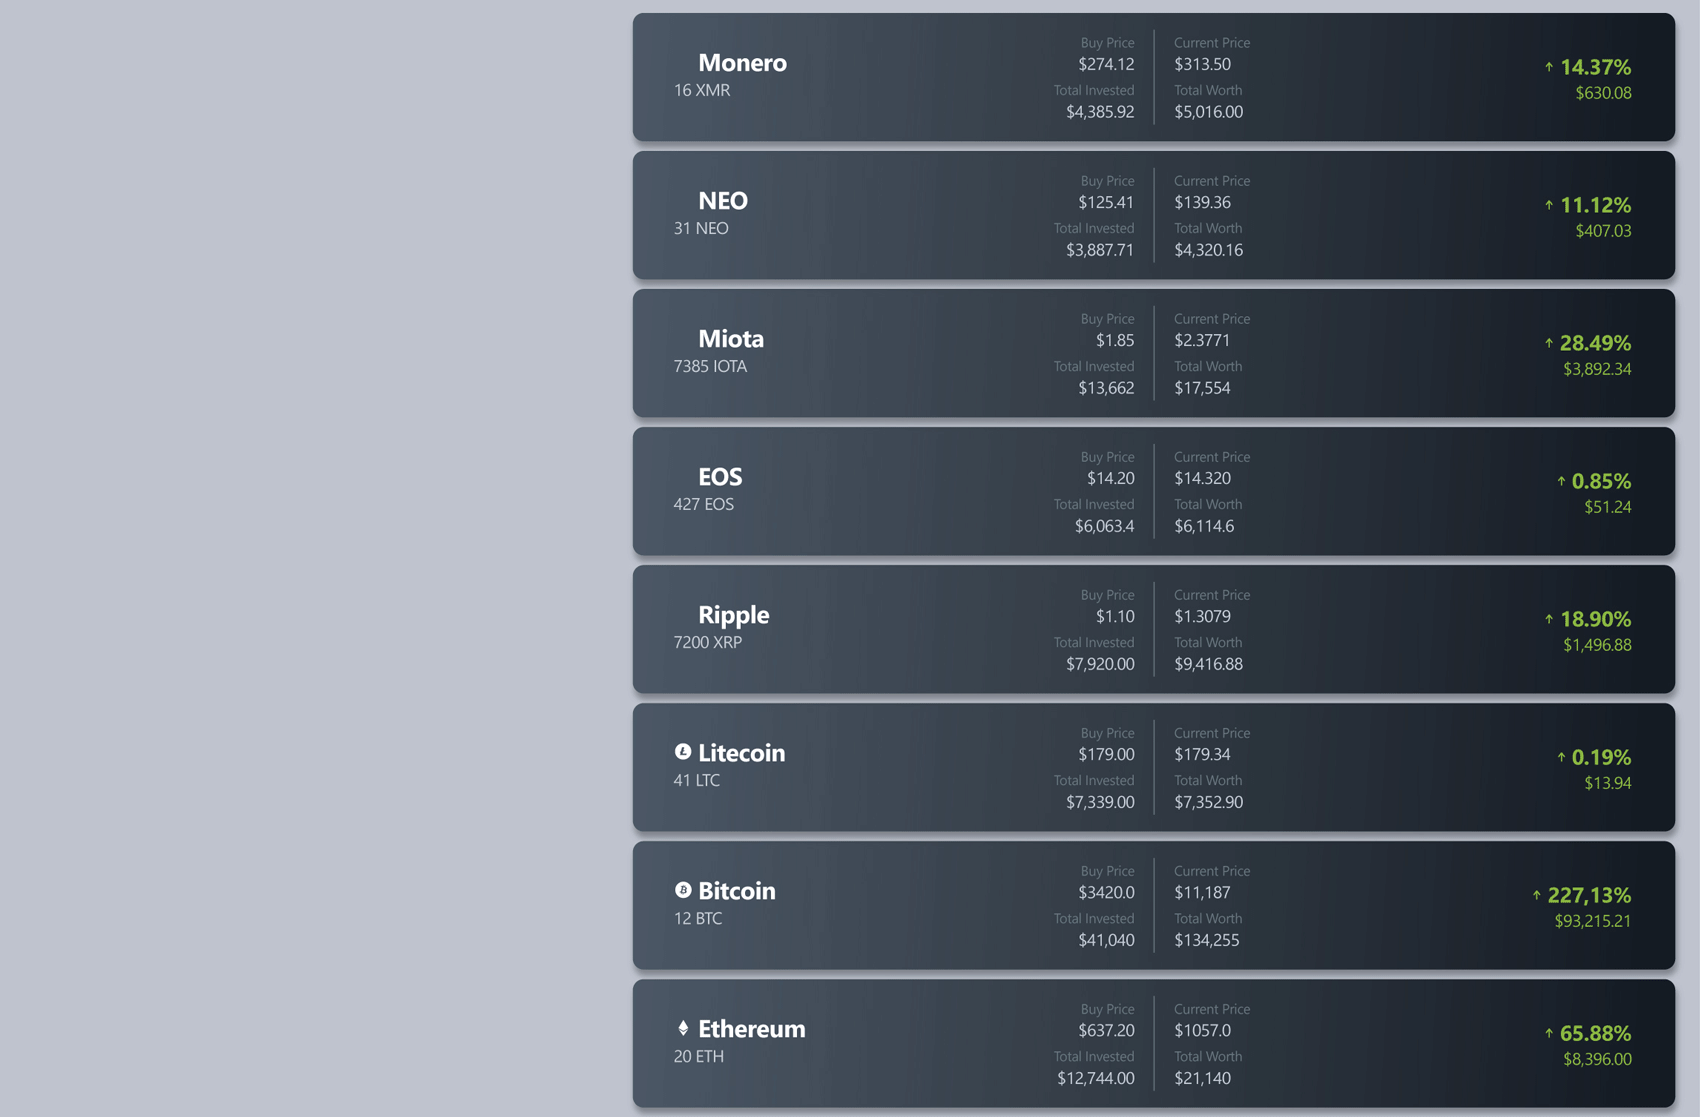 Monero
16 XMR
Buy Price
$274.12
Total Invested
$4,385.92
Current Price
$313.50
Total Worth
$5,016.00
↑ 14.37%
$630.08
NEO
31 NEO
Buy Price
$125.41
Total Invested
$3,887.71
Current Price
$139.36
Total Worth
$4,320.16
↑ 11.12%
$407.03
Miota
7385 IOTA
Buy Price
$1.85
Total Invested
$13,662
Current Price
$2.3771
Total Worth
$17,554
↑ 28.49%
$3,892.34
EOS
427 EOS
Buy Price
$14.20
Total Invested
$6,063.4
Current Price
$14.320
Total Worth
$6,114.6
↑ 0.85%
$51.24
Ripple
7200 XRP
Buy Price
$1.10
Total Invested
$7,920.00
Current Price
$1.3079
Total Worth
$9,416.88
↑ 18.90%
$1,496.88
Litecoin
41 LTC
Buy Price
$179.00
Total Invested
$7,339.00
Current Price
$179.34
Total Worth
$7,352.90
↑ 0.19%
$13.94
Bitcoin
12 BTC
Buy Price
$3420.0
Total Invested
$41,040
Current Price
$11,187
Total Worth
$134,255
↑ 227,13%
$93,215.21
Ethereum
20 ETH
Buy Price
$637.20
Total Invested
$12,744.00
Current Price
$1057.0
Total Worth
$21,140
↑ 65.88%
$8,396.00